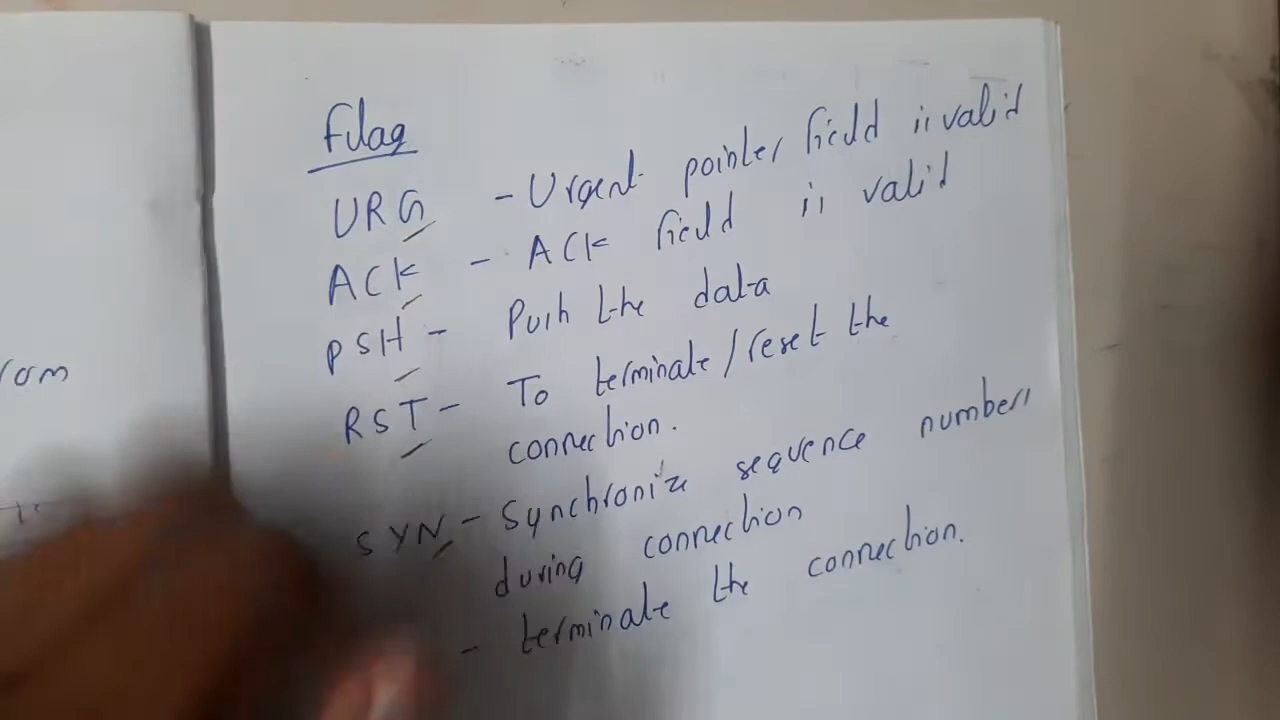 rom
Flag
URG - Urgent pointer field is valid
ACK - ACK field is valid
PSH - Push the data
RST - To terminate/reset the
connection.
SYN - Synchronize sequence numbers
during connection
- terminate the connection.